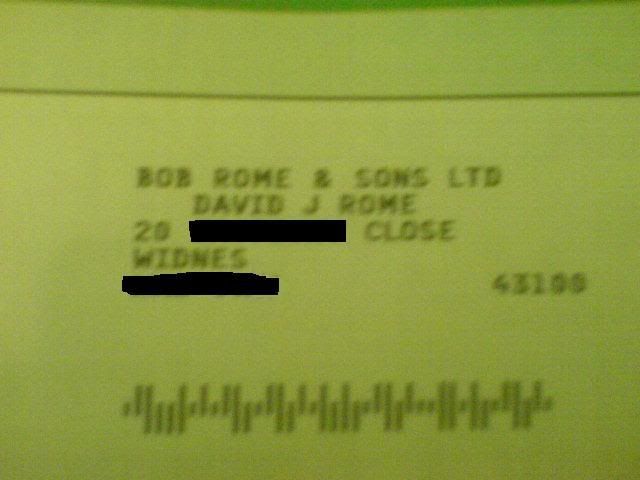 BOB ROME & SONS LTD
DAVID J ROME
20 CLOSE
WIDNES
43100